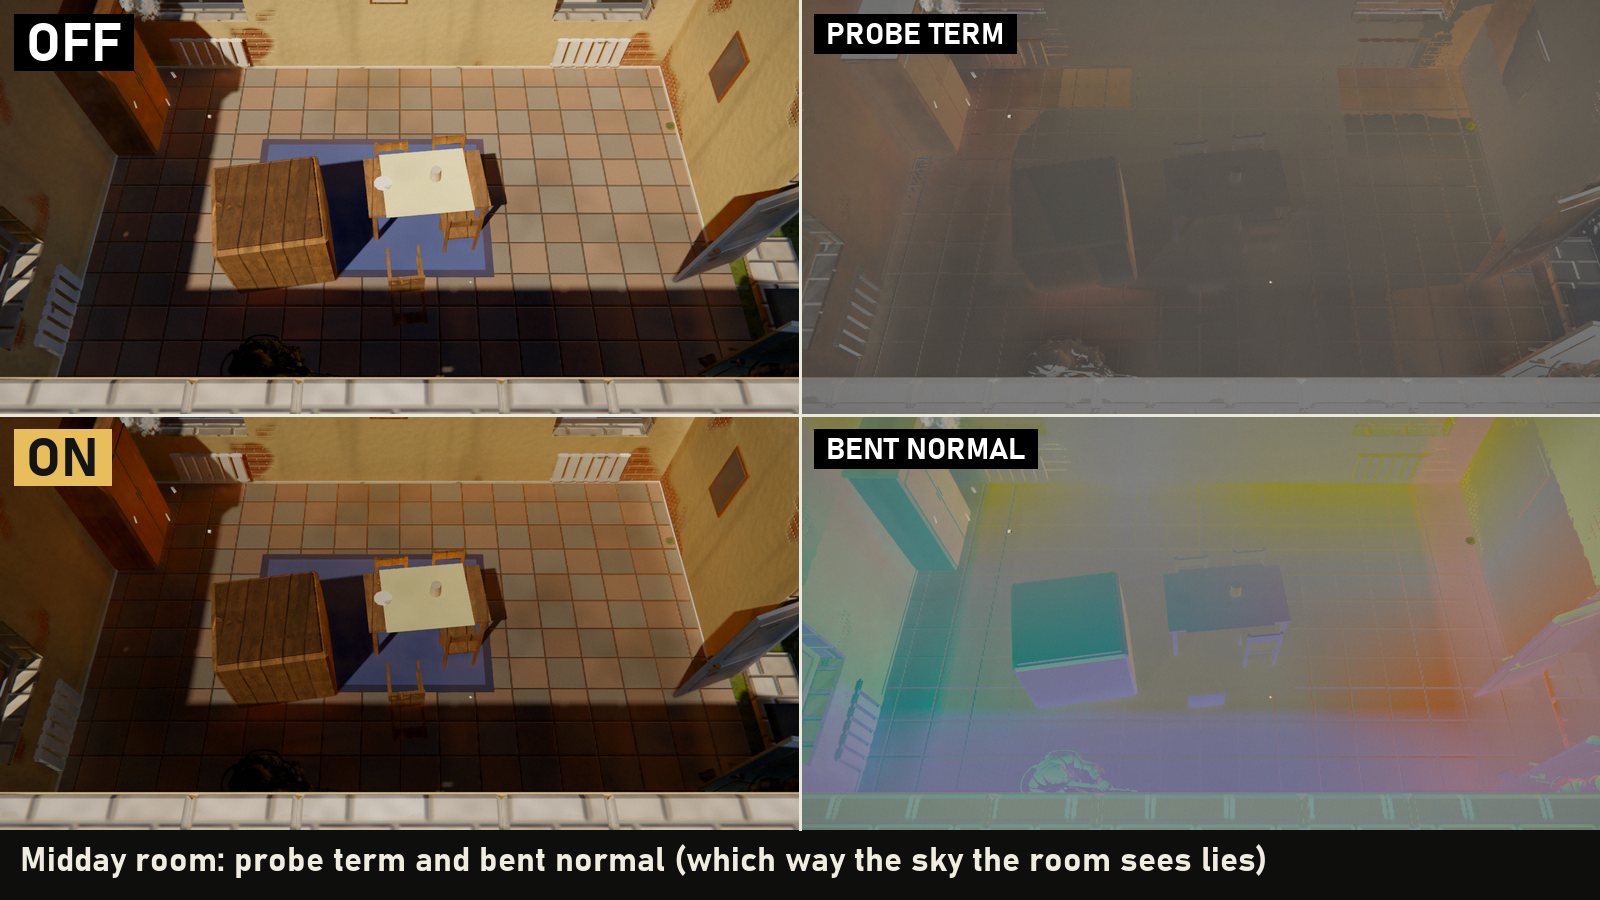 OFF
PROBE TERM
ON
BENT NORMAL
Midday room: probe term and bent normal (which way the sky the room sees lies)